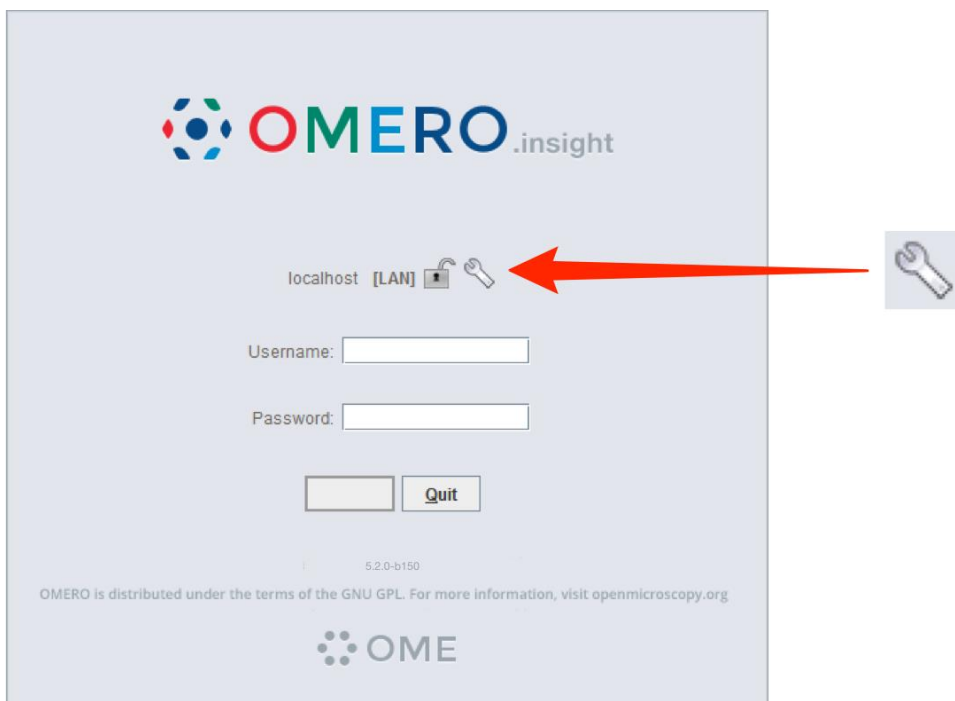 OMERO.insight
localhost [LAN]
Username:
Password:
Quit
5.2.0-b150
OMERO is distributed under the terms of the GNU GPL. For more information, visit openmicroscopy.org
OME